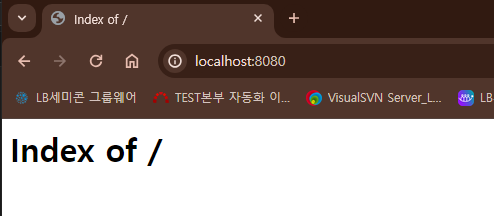 Index of /
localhost:8080
LB세미콘 그룹웨어 TEST본부 자동화 이... VisualSVN Server_L... LB
Index of /